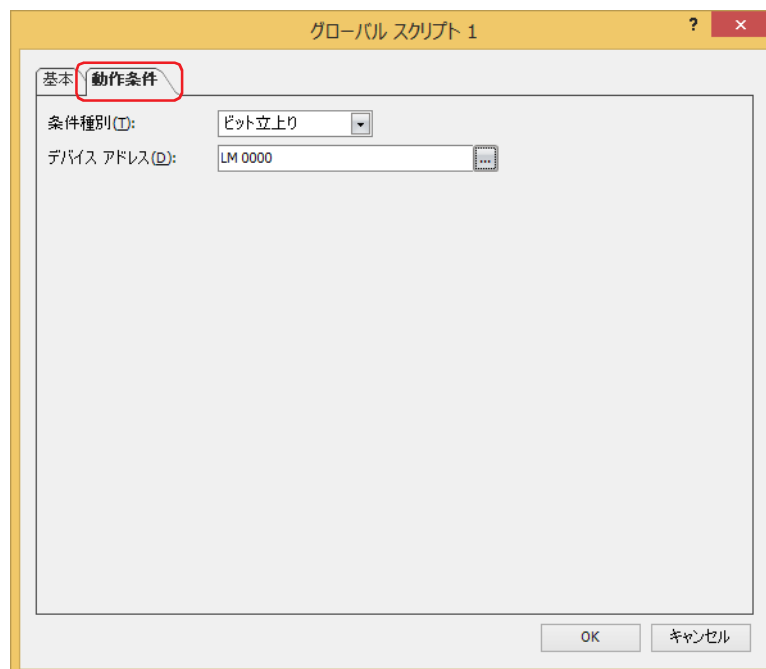 グローバル スクリプト 1
? ×
基本 動作条件
条件種別(T): ビット立上り
デバイス アドレス(D): LM 0000 ...
OK キャンセル